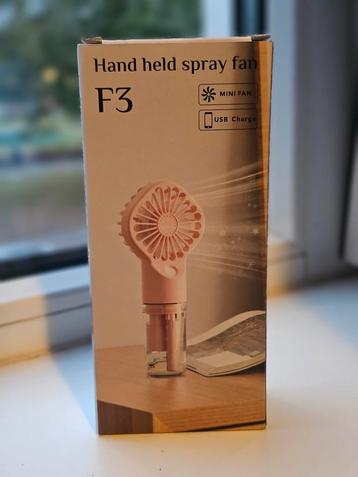 Hand held spray fan
F3
MINI FAN
USB Charge